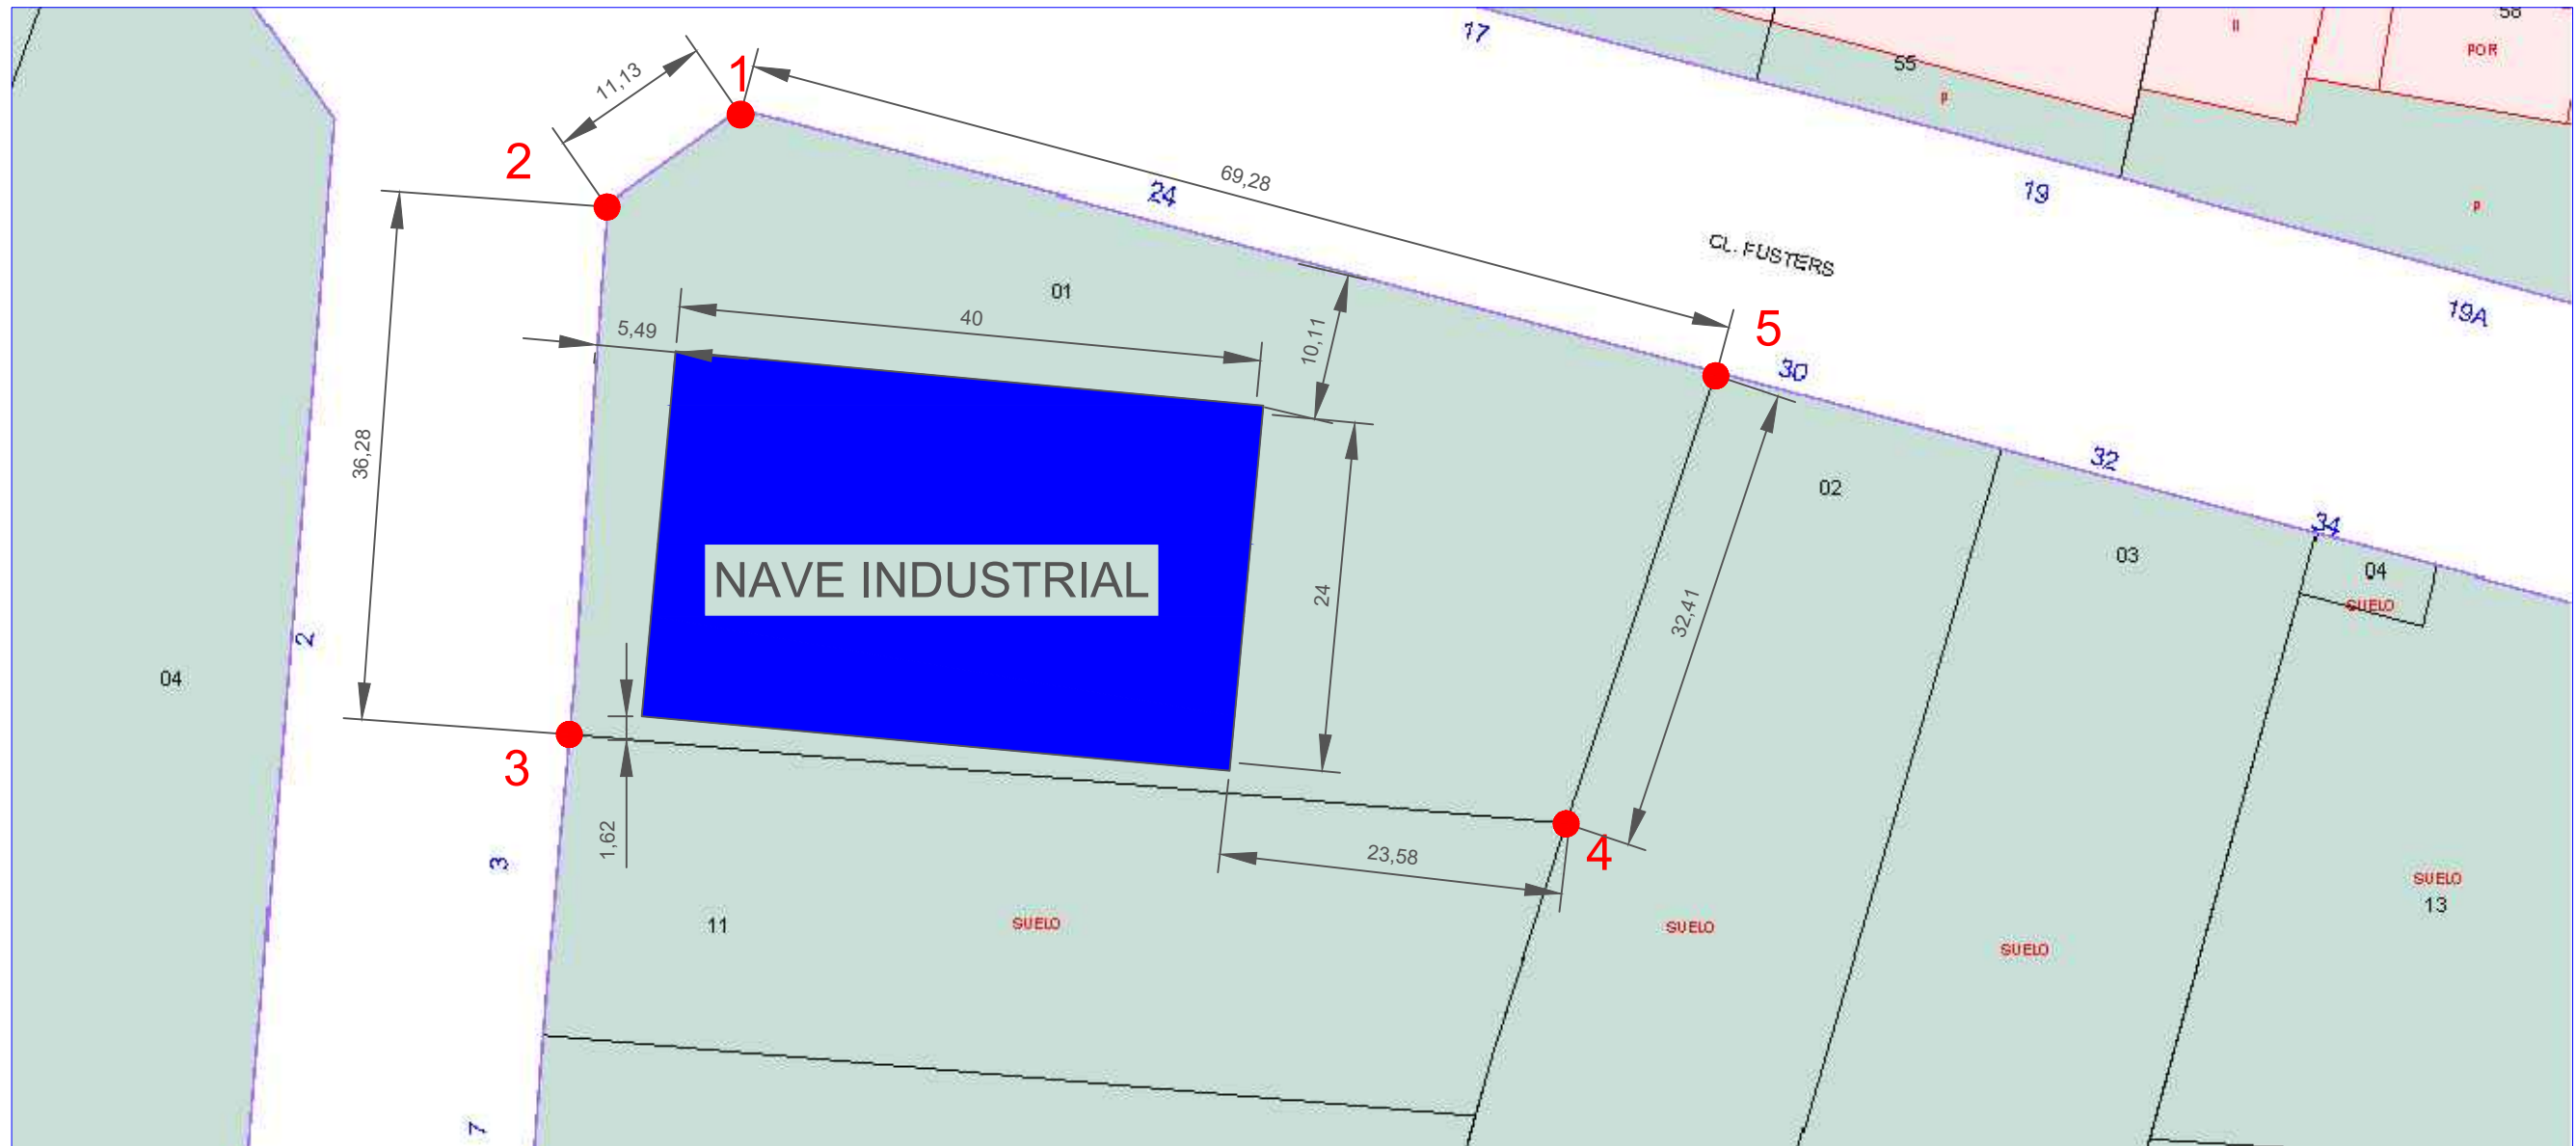 58
17
II
POR
55
P
1
11,13
2
69,28
24
19
P
CL. FUSTERS
01
19A
40
5,49
10,11
5
30
36,28
32
02
34
03
04
SUELO
NAVE INDUSTRIAL
24
32,41
2
04
3
1,62
23,58
4
3
SUELO
13
11
SUELO
SUELO
SUELO
7